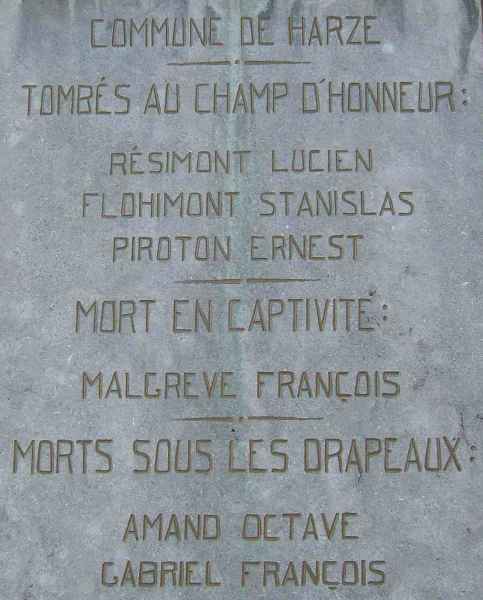 COMMUNE DE HARZE
TOMBÉS AU CHAMP D'HONNEUR:
RÉSIMONT LUCIEN
FLOHIMONT STANISLAS
PIROTON ERNEST
MORT EN CAPTIVITÉ:
MALGREVE FRANÇOIS
MORTS SOUS LES DRAPEAUX:
AMAND OCTAVE
GABRIEL FRANÇOIS